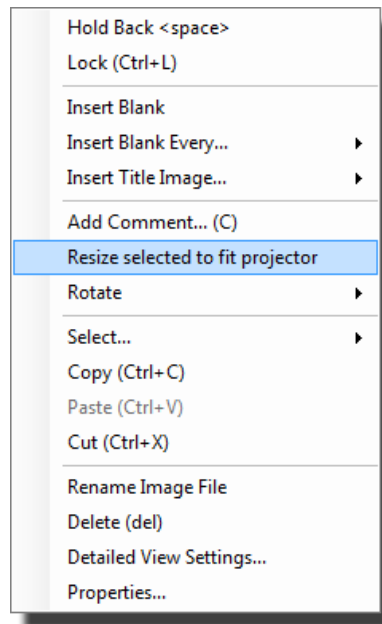 Hold Back <space>
Lock (Ctrl+L)
Insert Blank
Insert Blank Every...
Insert Title Image...
Add Comment... (C)
Resize selected to fit projector
Rotate
Select...
Copy (Ctrl+C)
Paste (Ctrl+V)
Cut (Ctrl+X)
Rename Image File
Delete (del)
Detailed View Settings...
Properties...